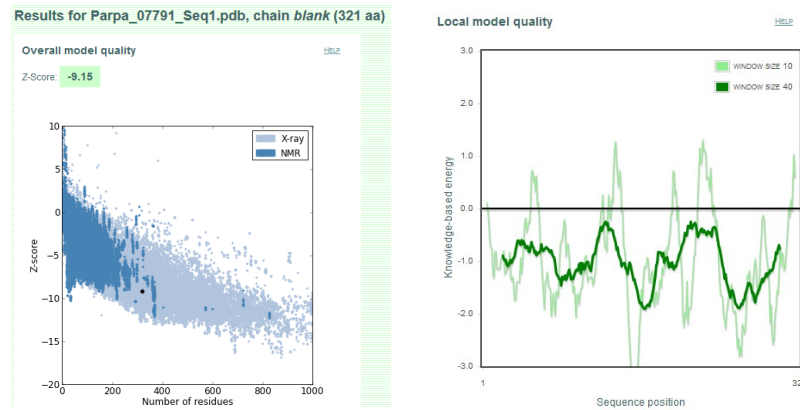 Results for Parpa_07791_Seq1.pdb, chain blank (321 aa)
Overall model quality
HELP
Z-Score: -9.15
10
5
0
−5
−10
−15
−20
Z-score
X-ray
NMR
0
200
400
600
800
1000
Number of residues
Local model quality
HELP
3.0
2.0
1.0
0.0
-1.0
-2.0
-3.0
Knowledge-based energy
WINDOW SIZE 10
WINDOW SIZE 40
1
32
Sequence position